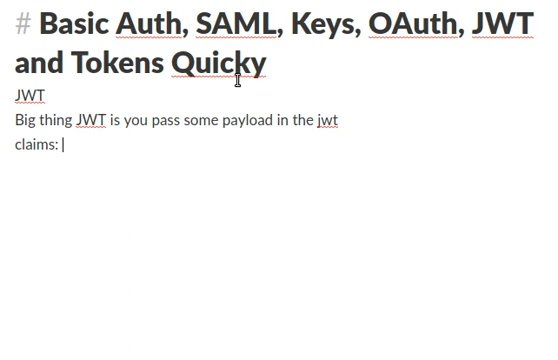 # Basic Auth, SAML, Keys, OAuth, JWT
and Tokens Quicky
JWT
Big thing JWT is you pass some payload in the jwt
claims: